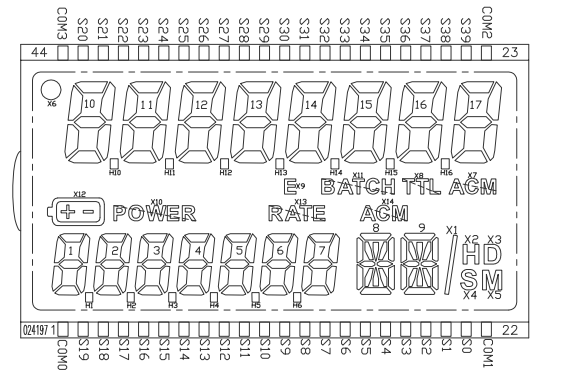 COM3 S20 S21 S22 S23 S26 S27 S28 S29 S30 S31 S32 S33 S34 S35 S36 S37 S38 S39 COM2
44 23
X6 10 11 12 13 14 15 16 17
H10 H11 H12 H13 H14 H15 H16
X9 X11 X8 X7
E BATCH TTL ACM
X12 X10 X13 X14
+ - POWER RATE ACM
1 2 3 4 5 6 7 8 9 X1 X2 X3
/ H D
S M
H1 H2 H3 H4 H5 H6 X4 X5
024197 1 22
COM0 S19 S18 S17 S16 S15 S14 S13 S12 S11 S10 S9 S8 S7 S6 S5 S4 S3 S2 S1 S0 COM1